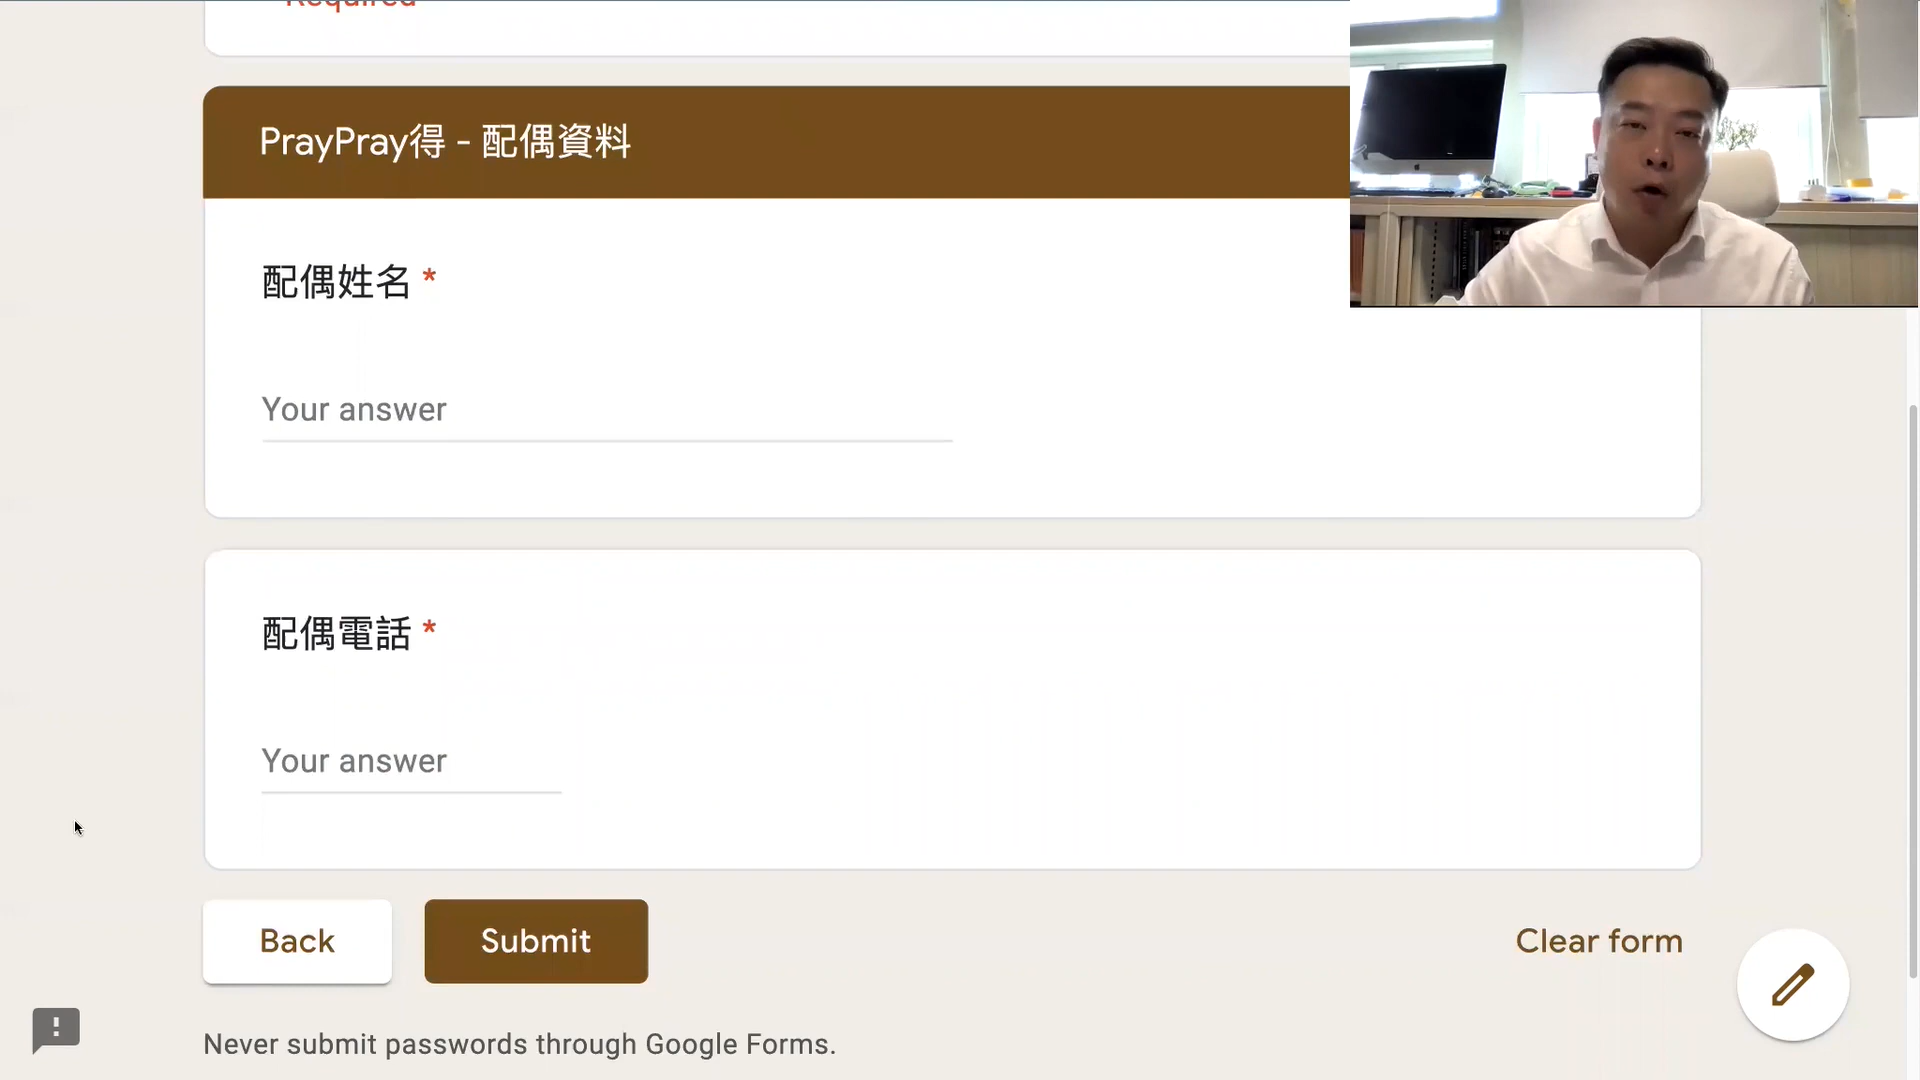 Required
PrayPray得 - 配偶資料
配偶姓名 *
Your answer
配偶電話 *
Your answer
Back
Submit
Clear form
Never submit passwords through Google Forms.